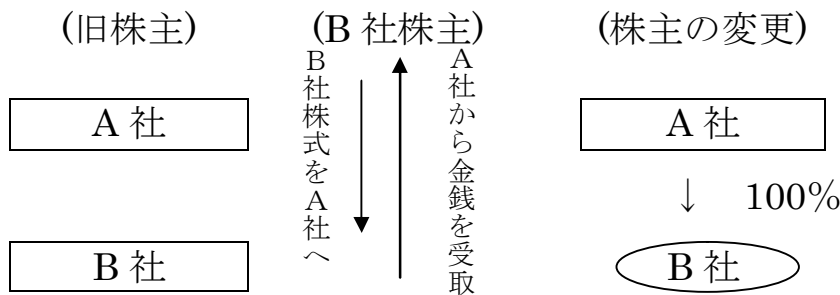 (旧株主)
(B 社株主)
(株主の変更)
A 社
B 社
B社株式をA社へ
A社から金銭を受取
A 社
↓ 100%
B 社